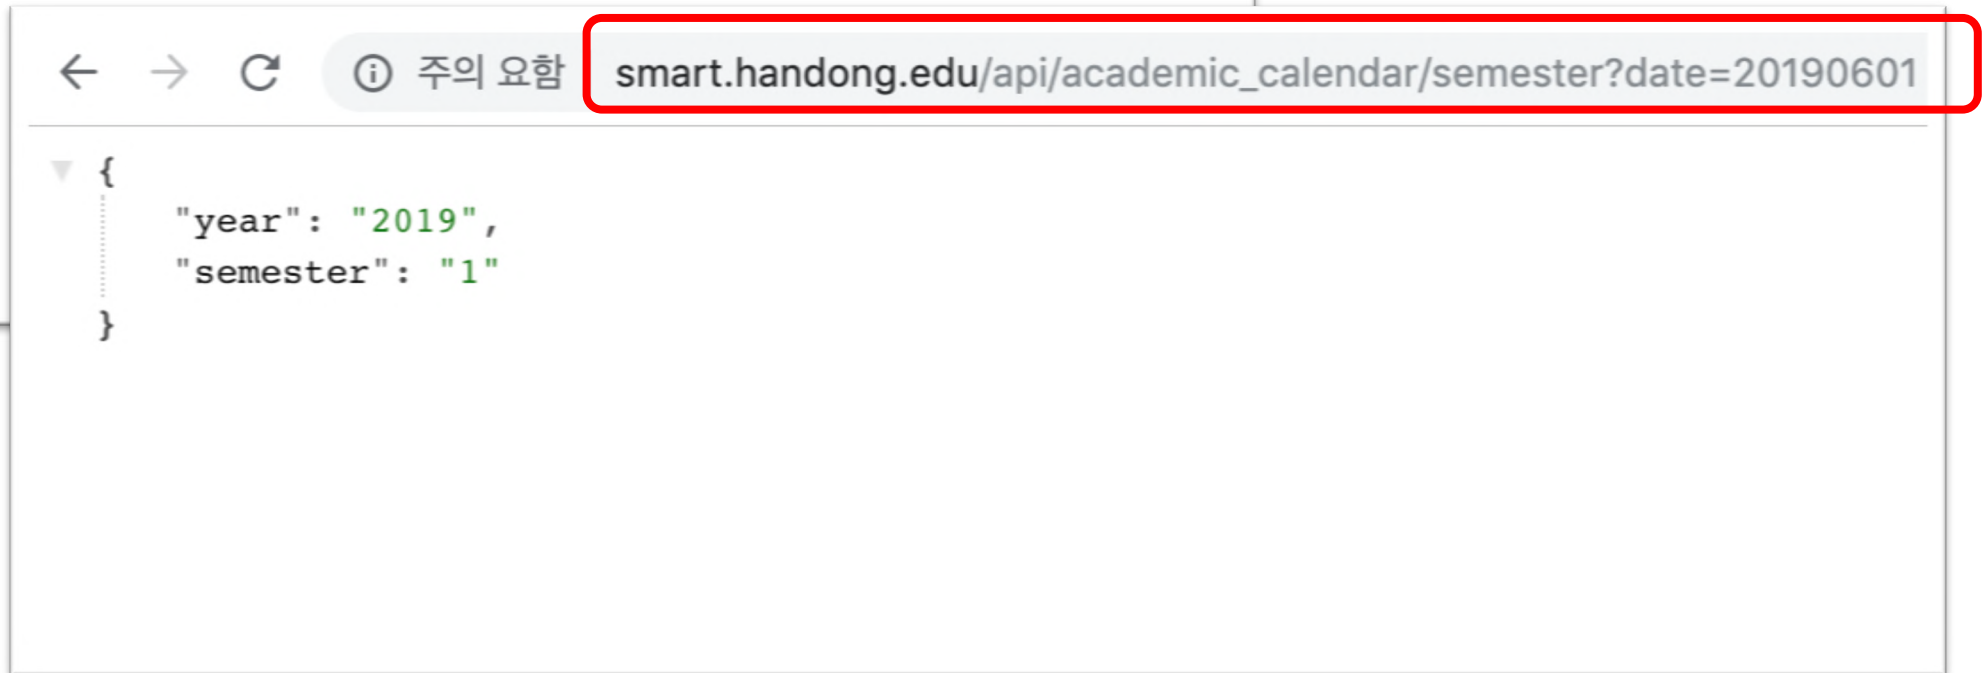 주의 요함 smart.handong.edu/api/academic_calendar/semester?date=20190601
{
"year": "2019",
"semester": "1"
}